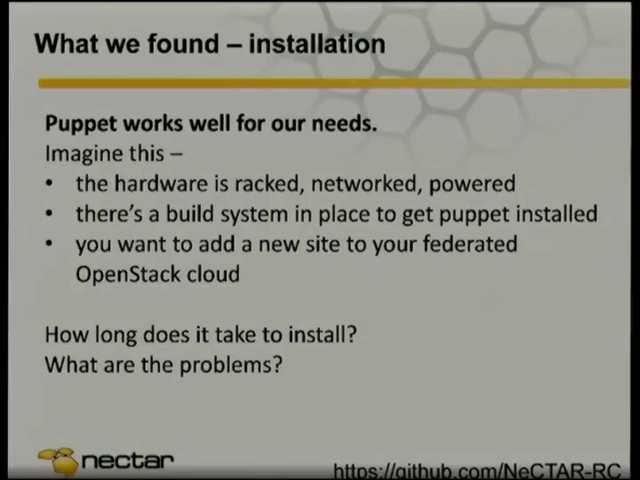 What we found – installation
Puppet works well for our needs.
Imagine this –
• the hardware is racked, networked, powered
• there's a build system in place to get puppet installed
• you want to add a new site to your federated
OpenStack cloud
How long does it take to install?
What are the problems?
nectar
https://github.com/NeCTAR-RC